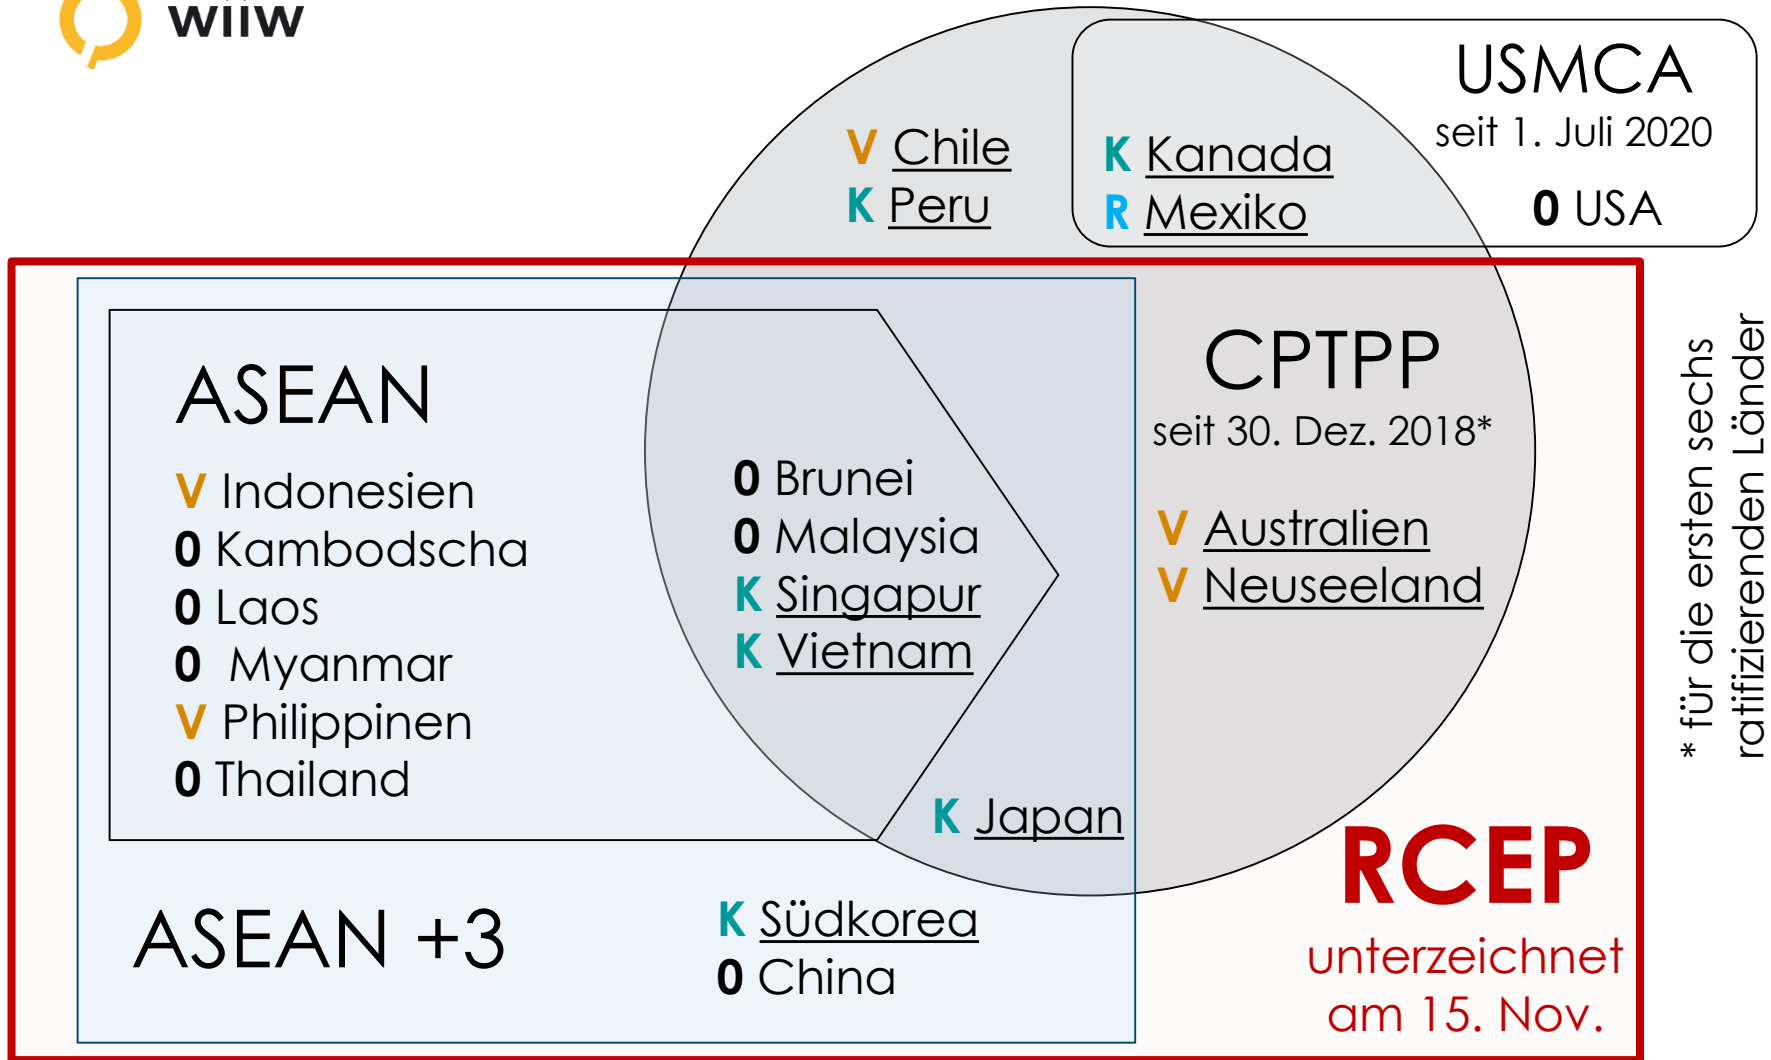 wiiw
USMCA
seit 1. Juli 2020
V Chile
K Peru
K Kanada
R Mexiko
0 USA
ASEAN
V Indonesien
0 Kambodscha
0 Laos
0 Myanmar
V Philippinen
0 Thailand
0 Brunei
0 Malaysia
K Singapur
K Vietnam
CPTPP
seit 30. Dez. 2018*
V Australien
V Neuseeland
K Japan
ASEAN +3
K Südkorea
0 China
RCEP
unterzeichnet
am 15. Nov.
* für die ersten sechs
ratifizierenden Länder